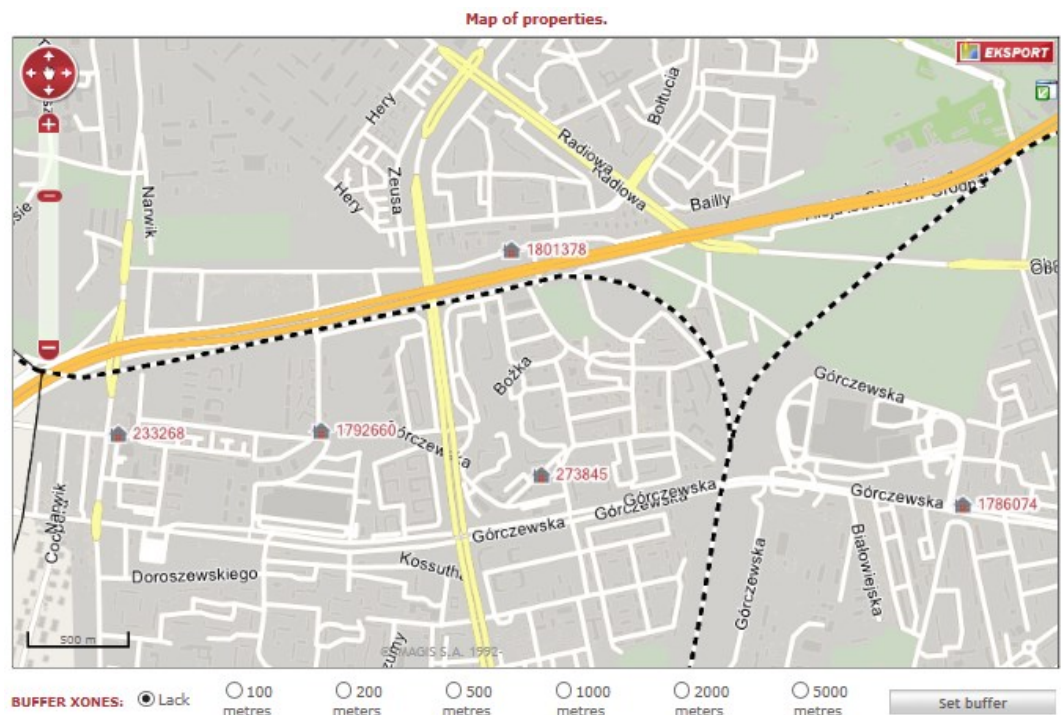 Map of properties.
EKSPORT
Hery
Bołtucia
Radiowa
Radiowa
Narwik
Hery
Zeusa
Bailly
1801378
Bożka
Górczewska
233268
1792660
273845
Górczewska
Górczewska
Górczewska
1786074
Górczewska
Narwik
Coopera
Kossutha
Doroszewskiego
Górczewska
Białowiejska
500 m
BUFFER XONES:
Lack
100
metres
200
meters
500
metres
1000
metres
2000
meters
5000
metres
Set buffer